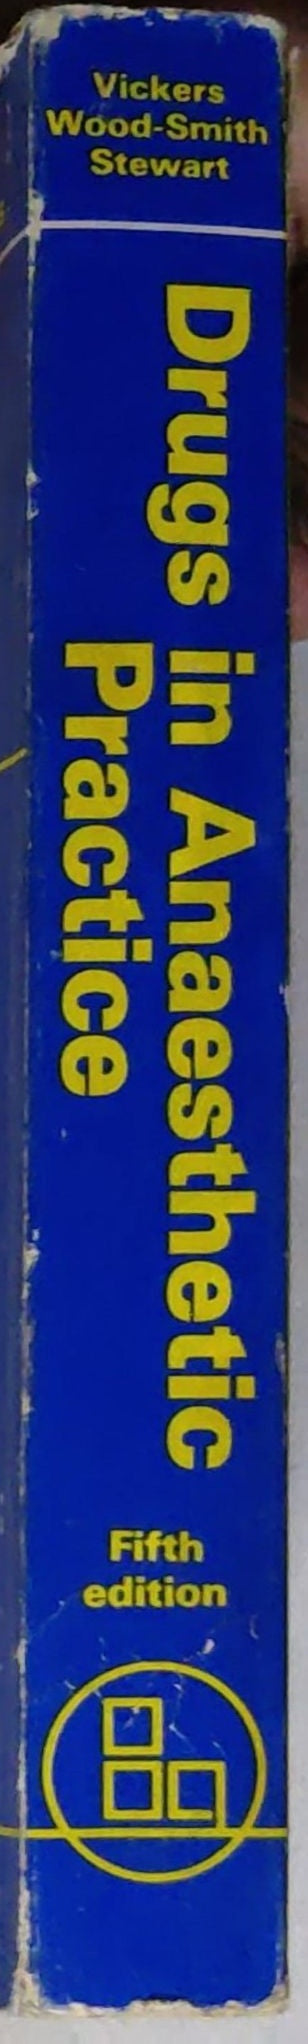 Vickers
Wood-Smith
Stewart
Drugs in Anaesthetic
Practice
Fifth
edition